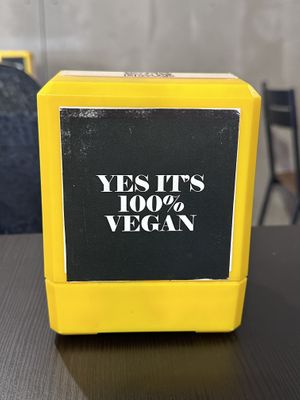 YES IT'S
100%
VEGAN